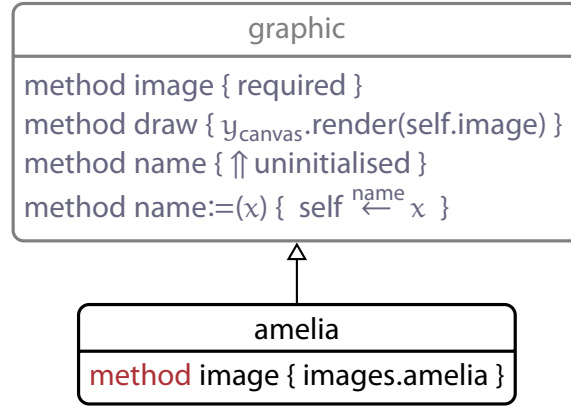 graphic
method image { required }
method draw { y_canvas.render(self.image) }
method name { ⇑ uninitialised }
method name:=(x) { self ←name x }
amelia
method image { images.amelia }